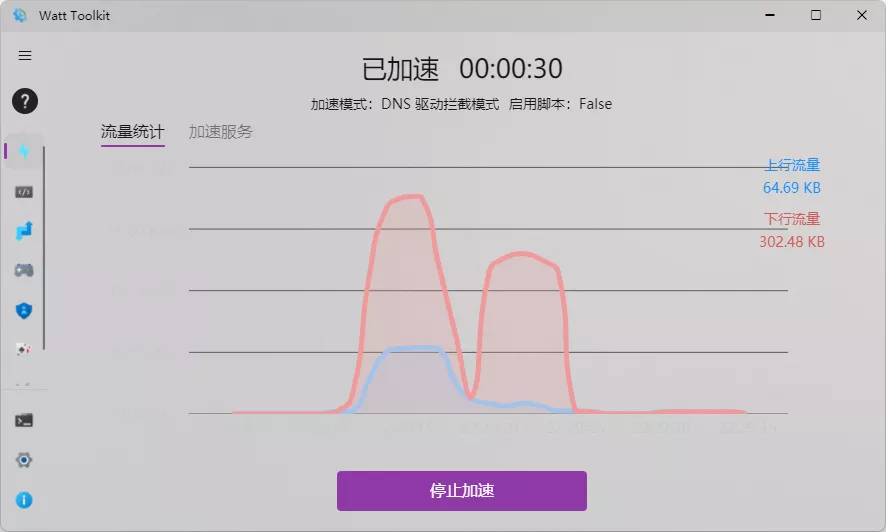 Watt Toolkit
已加速 00:00:30
加速模式：DNS 驱动拦截模式 启用脚本：False
流量统计 加速服务
上行流量
64.69 KB
下行流量
302.48 KB
停止加速